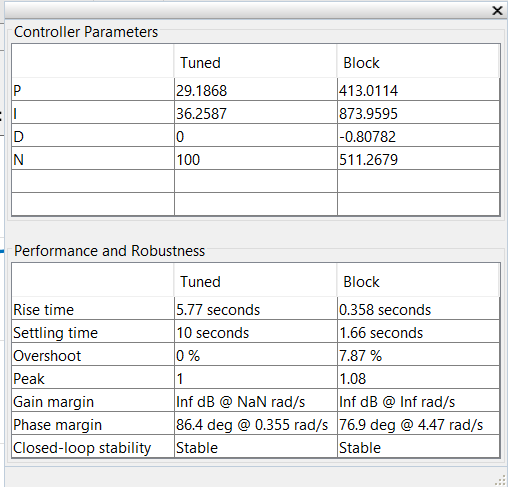 Controller Parameters
Tuned Block
P 29.1868 413.0114
I 36.2587 873.9595
D 0 -0.80782
N 100 511.2679
Performance and Robustness
Tuned Block
Rise time 5.77 seconds 0.358 seconds
Settling time 10 seconds 1.66 seconds
Overshoot 0 % 7.87 %
Peak 1 1.08
Gain margin Inf dB @ NaN rad/s Inf dB @ Inf rad/s
Phase margin 86.4 deg @ 0.355 rad/s 76.9 deg @ 4.47 rad/s
Closed-loop stability Stable Stable